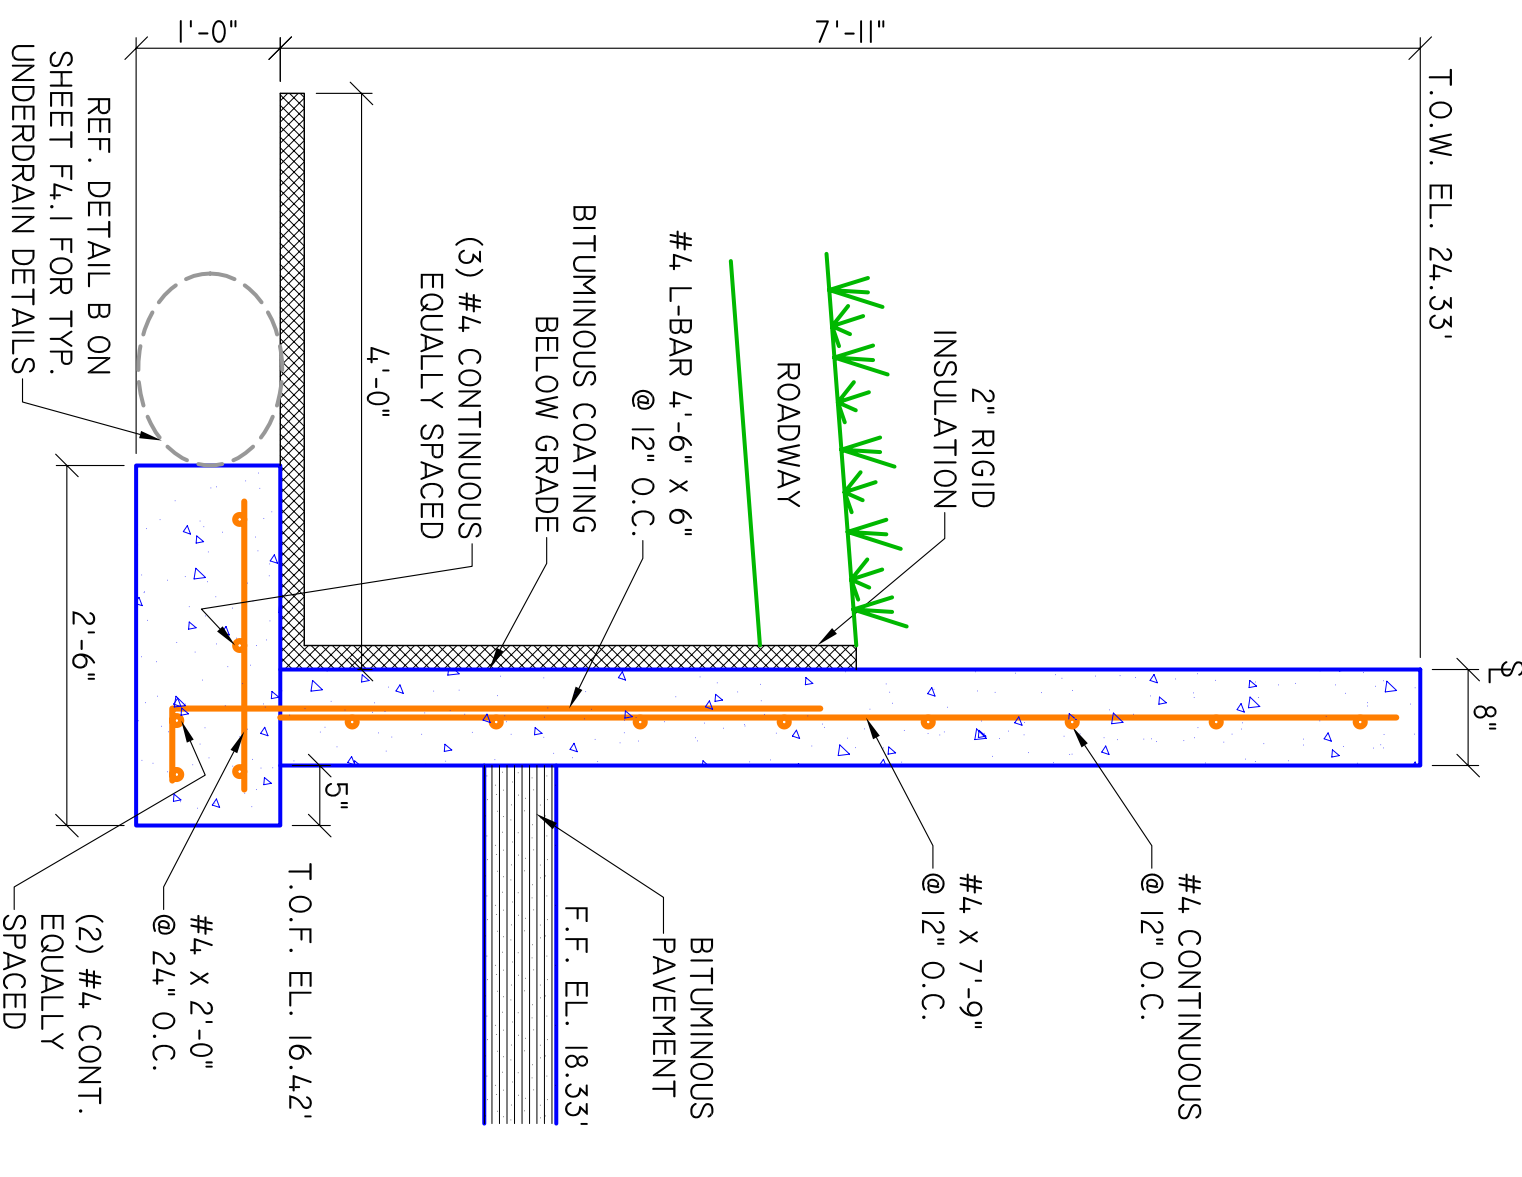 T.O.W. EL. 24.33'
8"
7'-11"
2" RIGID
INSULATION
ROADWAY
#4 CONTINUOUS
@ 12" O.C.
#4 L-BAR 4'-6" x 6"
@ 12" O.C.
#4 x 7'-9"
@ 12" O.C.
BITUMINOUS COATING
BELOW GRADE
BITUMINOUS
PAVEMENT
(3) #4 CONTINUOUS
EQUALLY SPACED
F.F. EL. 18.33'
4'-0"
5"
T.O.F. EL. 16.42'
1'-0"
REF. DETAIL B ON
SHEET F4.1 FOR TYP.
UNDERDRAIN DETAILS
2'-6"
#4 x 2'-0"
@ 24" O.C.
(2) #4 CONT.
EQUALLY
SPACED